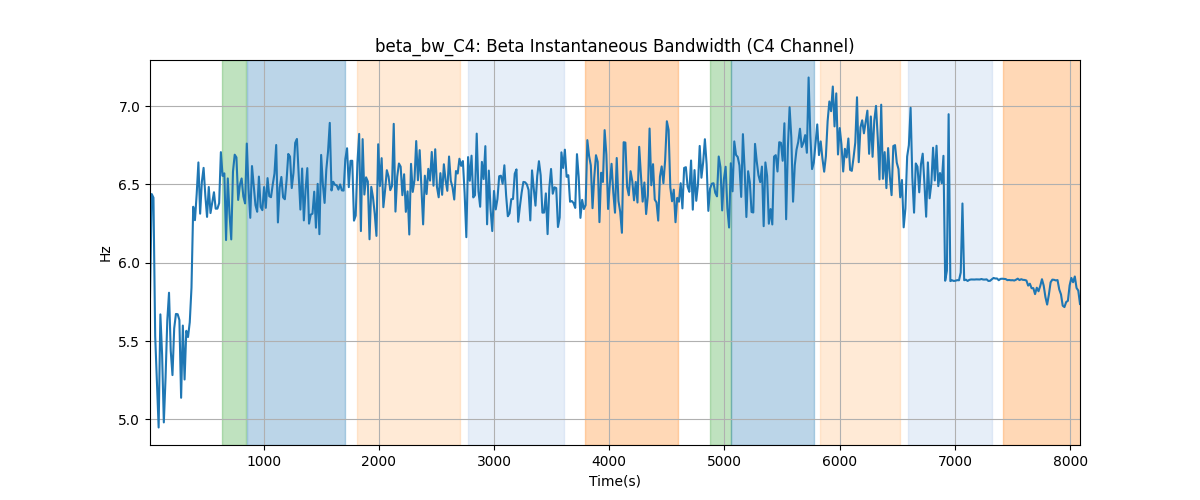 beta_bw_C4: Beta Instantaneous Bandwidth (C4 Channel)
7.0
6.5
6.0
5.5
5.0
Hz
1000 2000 3000 4000 5000 6000 7000 8000
Time(s)